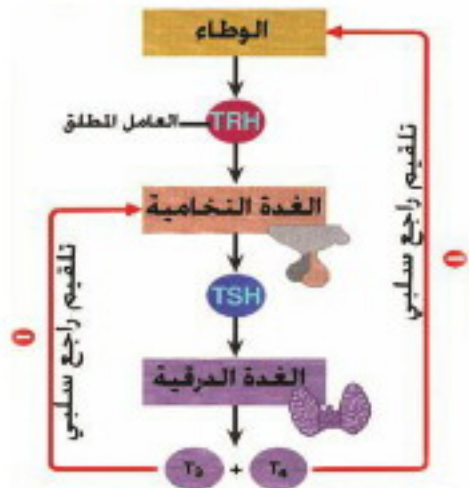 الوطاء
العامل المطلق
TRH
الغدة النخامية
TSH
الغدة الدرقية
T3 + T4
تلقيم راجع سلبي
تلقيم راجع سلبي